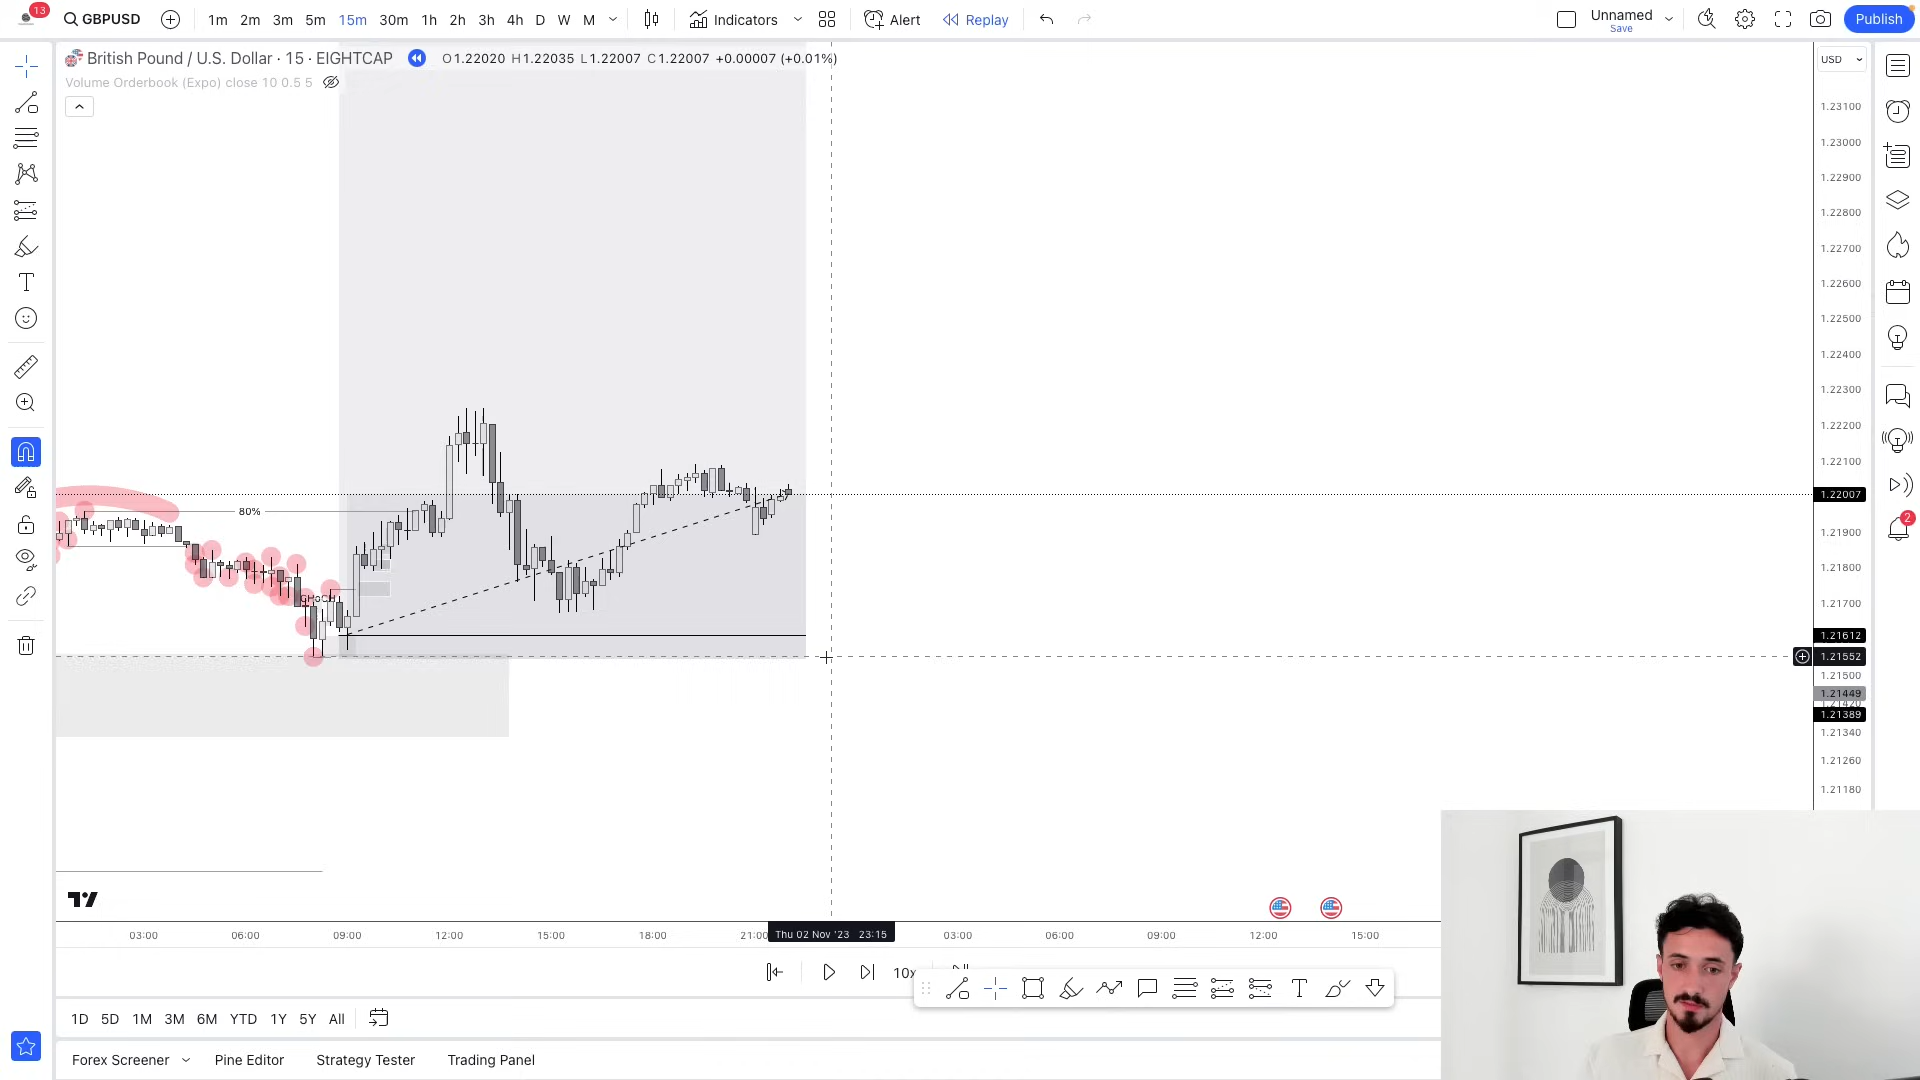 13
GBPUSD
1m 2m 3m 5m 15m 30m 1h 2h 3h 4h D W M
Indicators
Alert
Replay
Unnamed
Save
Publish
British Pound / U.S. Dollar · 15 · EIGHTCAP
O1.22020 H1.22035 L1.22007 C1.22007 +0.00007 (+0.01%)
USD
Volume Orderbook (Expo) close 10 0.5 5
1.23100
1.23000
1.22900
1.22800
1.22700
1.22600
1.22500
1.22400
1.22300
1.22200
1.22100
1.22007
80%
1.21900
1.21800
CHoCH
1.21700
1.21612
1.21552
1.21500
1.21449
1.21389
1.21340
1.21260
1.21180
2
03:00 06:00 09:00 12:00 15:00 18:00 21:00 Thu 02 Nov '23 23:15 03:00 06:00 09:00 12:00 15:00
10x
T
1D 5D 1M 3M 6M YTD 1Y 5Y All
Forex Screener Pine Editor Strategy Tester Trading Panel